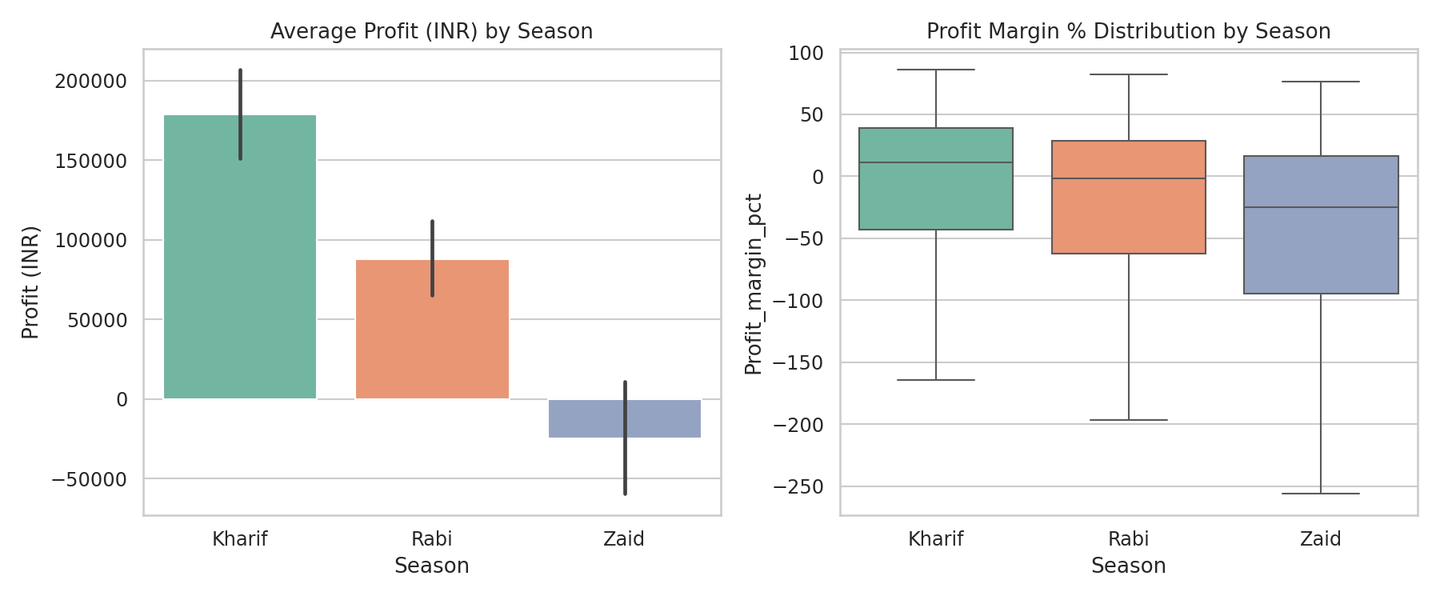 Average Profit (INR) by Season
Profit (INR)
200000
150000
100000
50000
0
−50000
Kharif
Rabi
Zaid
Season
Profit Margin % Distribution by Season
Profit_margin_pct
100
50
0
−50
−100
−150
−200
−250
Kharif
Rabi
Zaid
Season